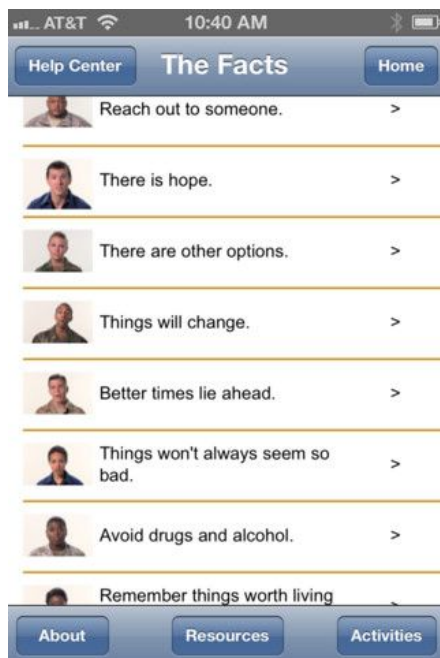 AT&T 10:40 AM
Help Center The Facts Home
Reach out to someone. >
There is hope. >
There are other options. >
Things will change. >
Better times lie ahead. >
Things won't always seem so
bad. >
Avoid drugs and alcohol. >
Remember things worth living
About Resources Activities